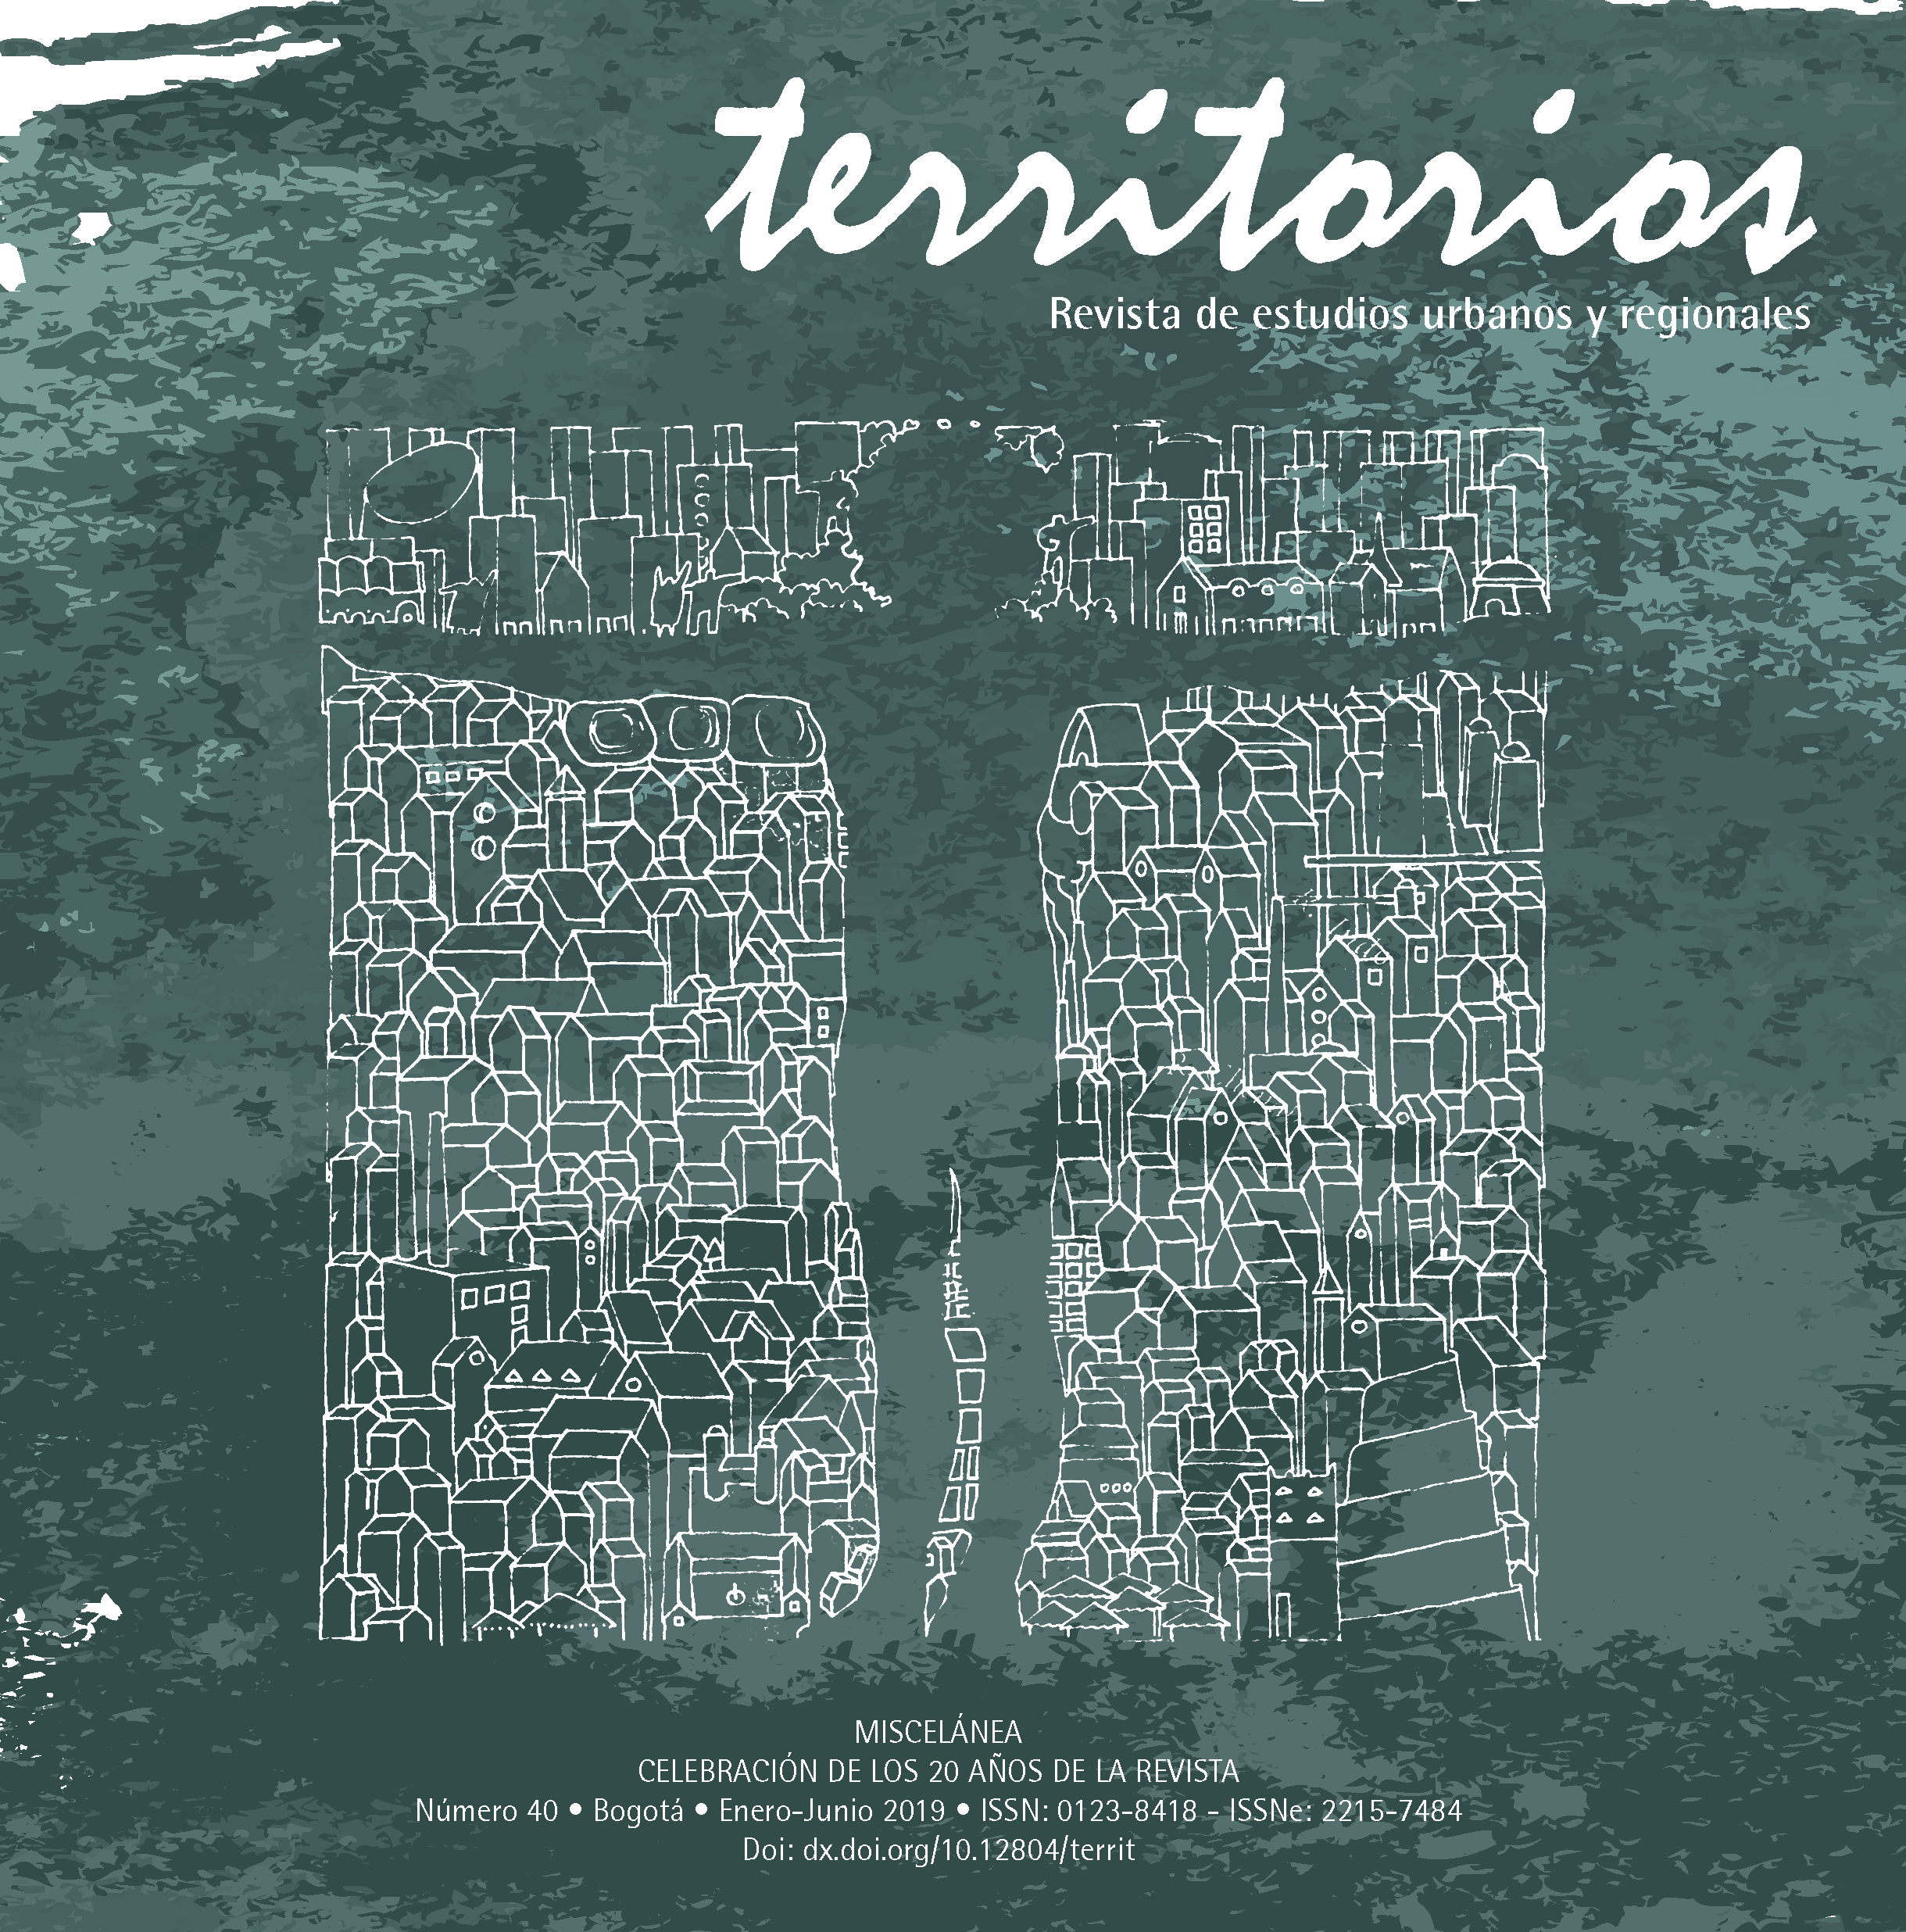 territorios
Revista de estudios urbanos y regionales
MISCELÁNEA
CELEBRACIÓN DE LOS 20 AÑOS DE LA REVISTA
Número 40 • Bogotá • Enero-Junio 2019 • ISSN: 0123-8418 - ISSNe: 2215-7484
Doi: dx.doi.org/10.12804/territ